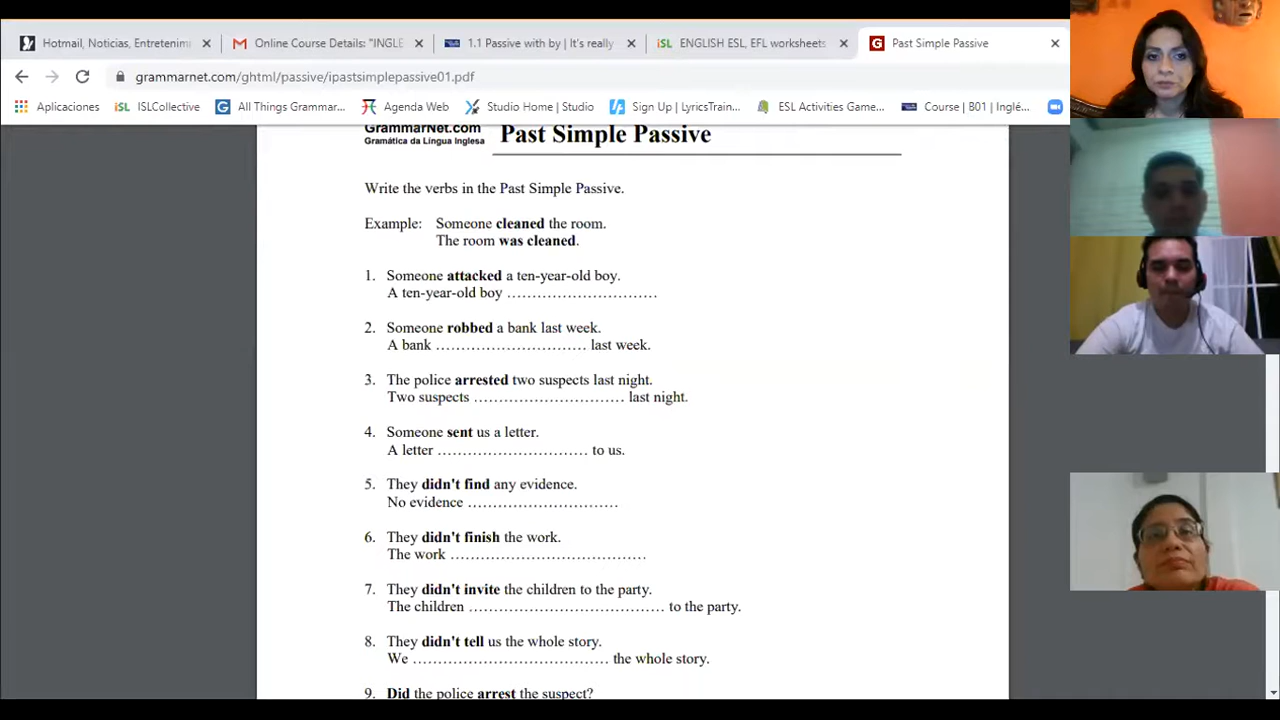 Hotmail, Noticias, Entretenim
Online Course Details: "INGLE
1.1 Passive with by | It's really
ENGLISH ESL, EFL worksheets
Past Simple Passive
grammarnet.com/ghtml/passive/ipastsimplepassive01.pdf
Aplicaciones
iSL ISLCollective
All Things Grammar...
Agenda Web
Studio Home | Studio
Sign Up | LyricsTrain...
ESL Activities Game...
Course | B01 | Inglé...
GrammarNet.com
Gramática da Língua Inglesa
Past Simple Passive
Write the verbs in the Past Simple Passive.
Example: Someone cleaned the room.
The room was cleaned.
1. Someone attacked a ten-year-old boy.
A ten-year-old boy ..............................
2. Someone robbed a bank last week.
A bank .............................. last week.
3. The police arrested two suspects last night.
Two suspects .............................. last night.
4. Someone sent us a letter.
A letter .............................. to us.
5. They didn't find any evidence.
No evidence ..............................
6. They didn't finish the work.
The work .......................................
7. They didn't invite the children to the party.
The children ....................................... to the party.
8. They didn't tell us the whole story.
We ....................................... the whole story.
9. Did the police arrest the suspect?